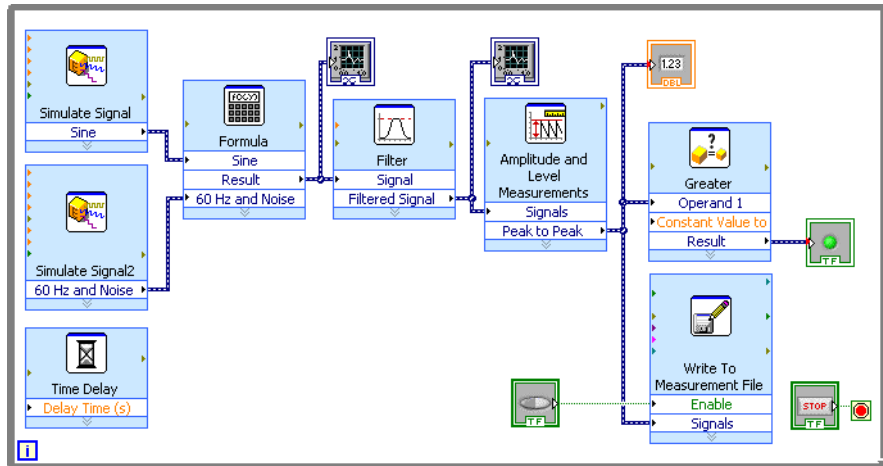 Simulate Signal
Sine
Simulate Signal2
60 Hz and Noise
Time Delay
Delay Time (s)
i
f(x,y)
Formula
Sine
Result
60 Hz and Noise
Filter
Signal
Filtered Signal
Amplitude and
Level
Measurements
Signals
Peak to Peak
1.23
DBL
=?
Greater
Operand 1
Constant Value to
Result
TF
Write To
Measurement File
Enable
Signals
TF
STOP
TF